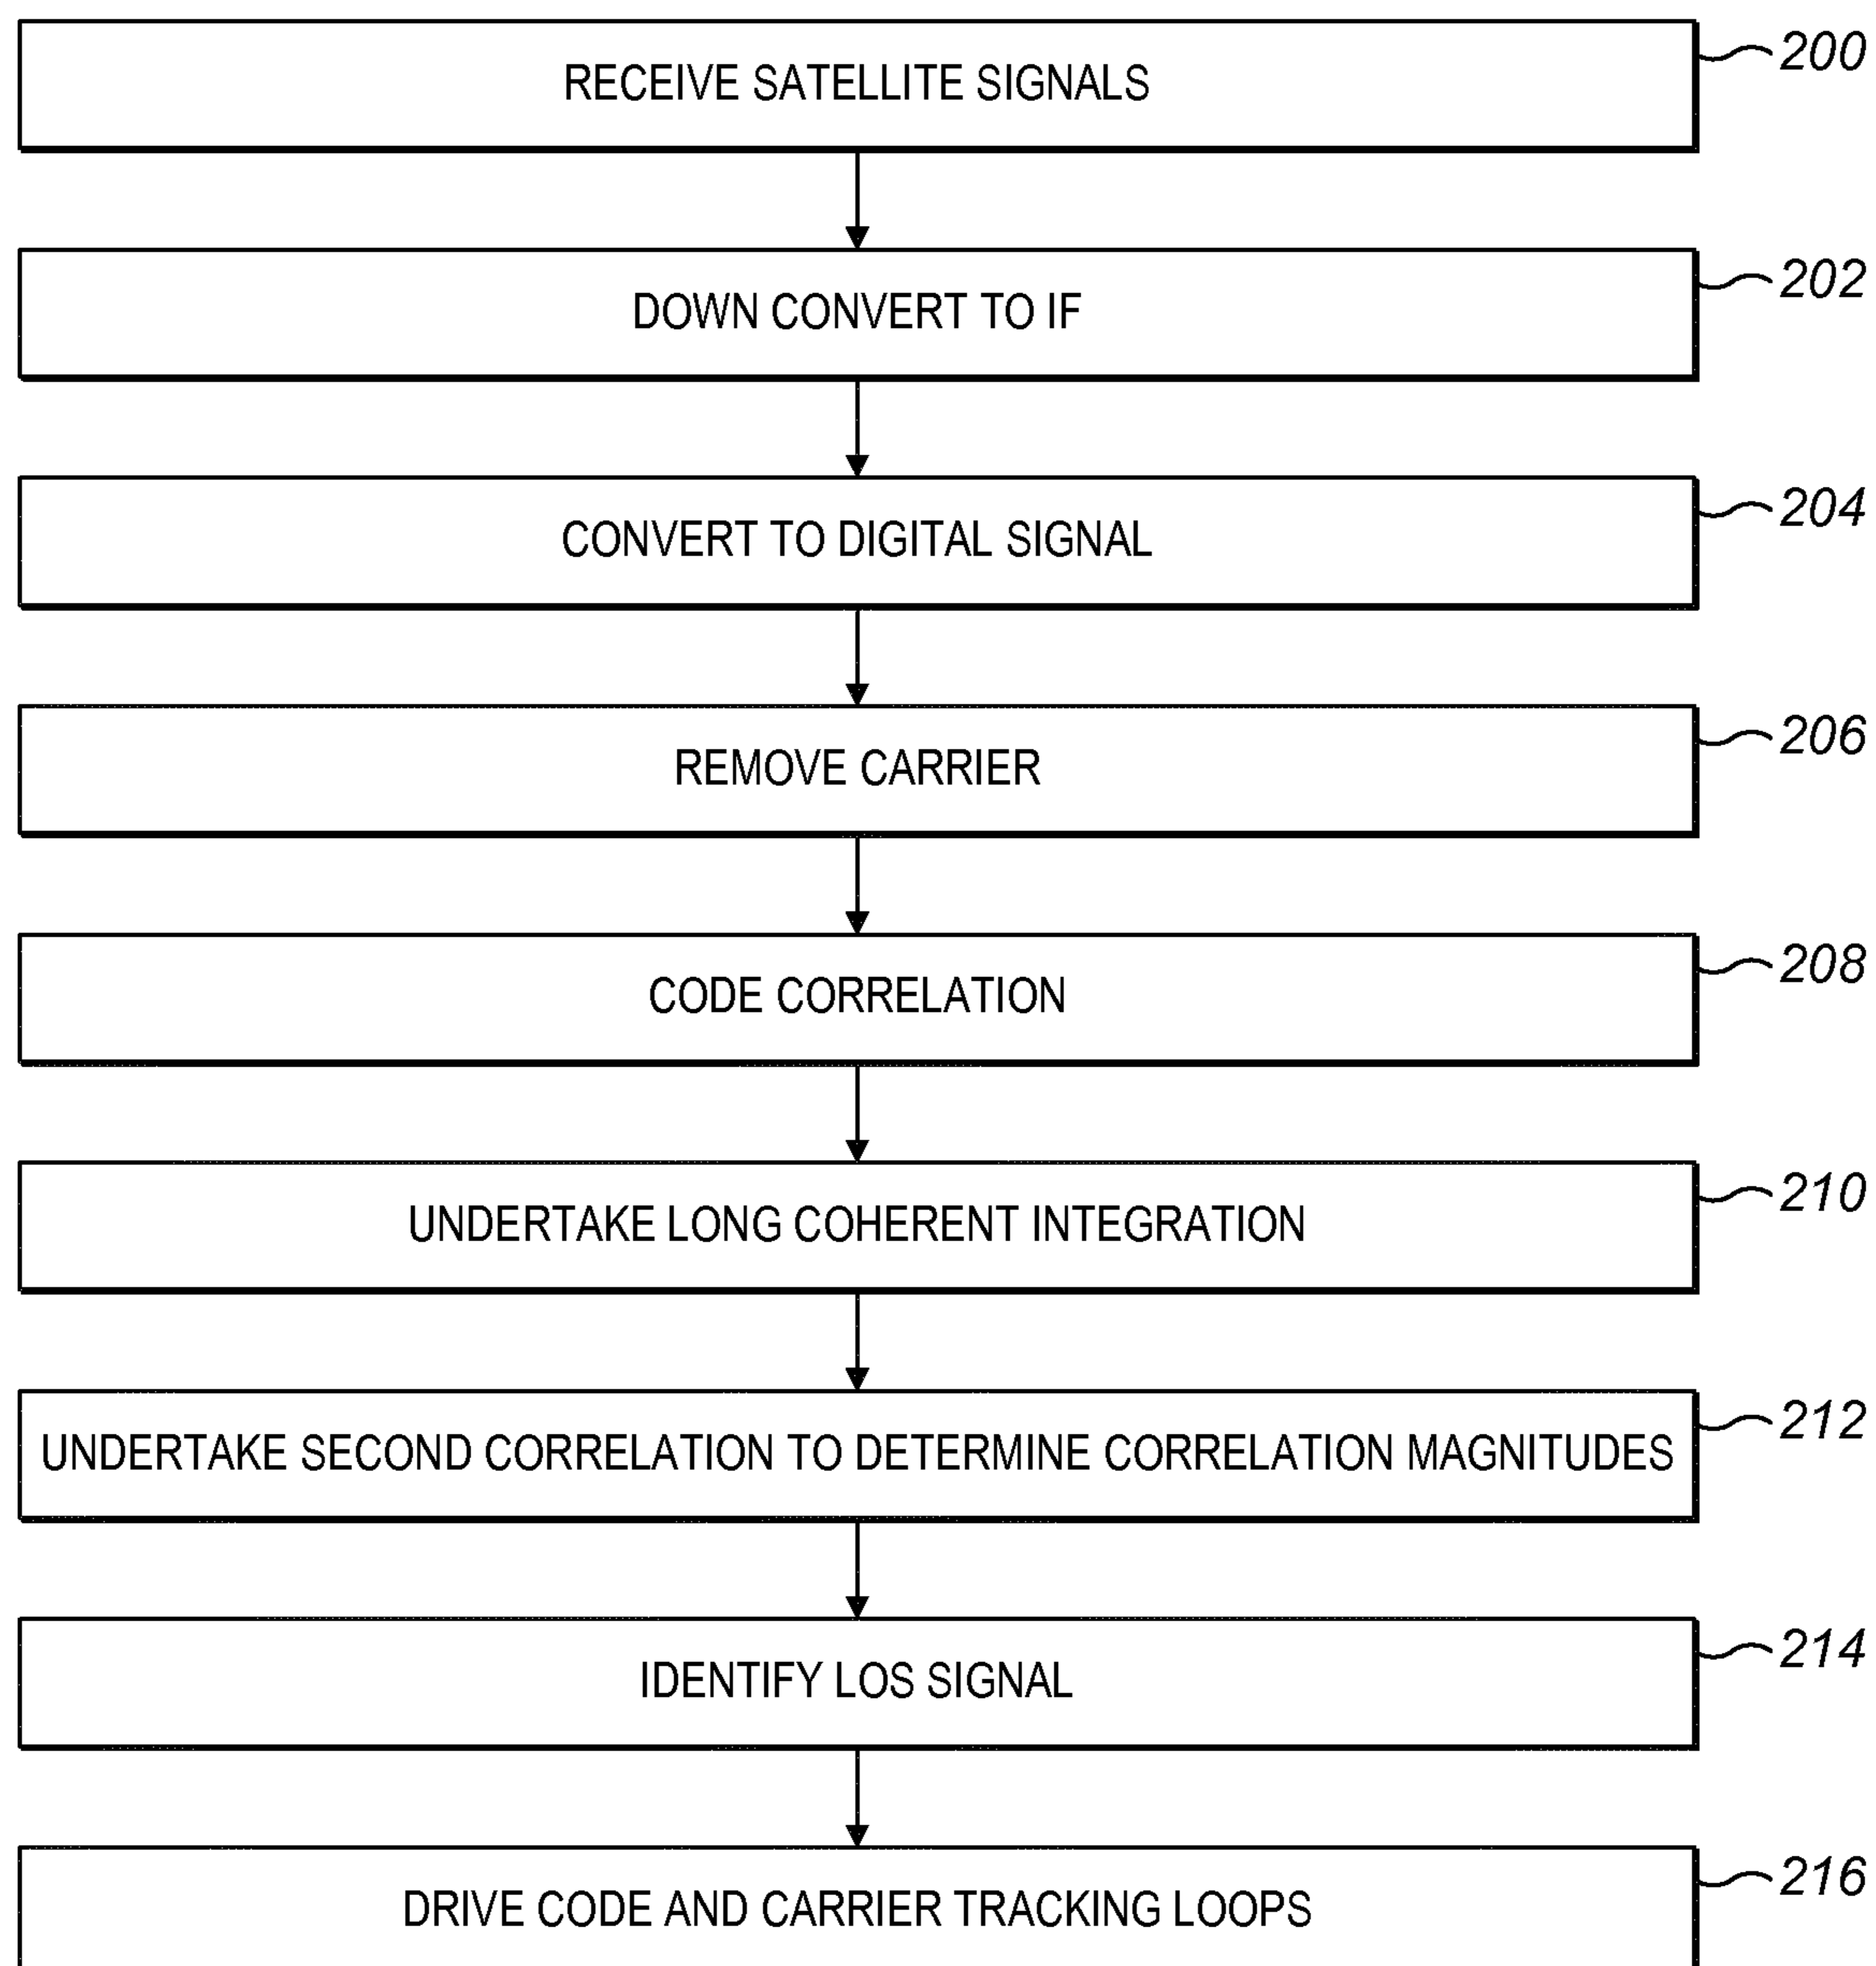 RECEIVE SATELLITE SIGNALS
200
DOWN CONVERT TO IF
202
CONVERT TO DIGITAL SIGNAL
204
REMOVE CARRIER
206
CODE CORRELATION
208
UNDERTAKE LONG COHERENT INTEGRATION
210
UNDERTAKE SECOND CORRELATION TO DETERMINE CORRELATION MAGNITUDES
212
IDENTIFY LOS SIGNAL
214
DRIVE CODE AND CARRIER TRACKING LOOPS
216